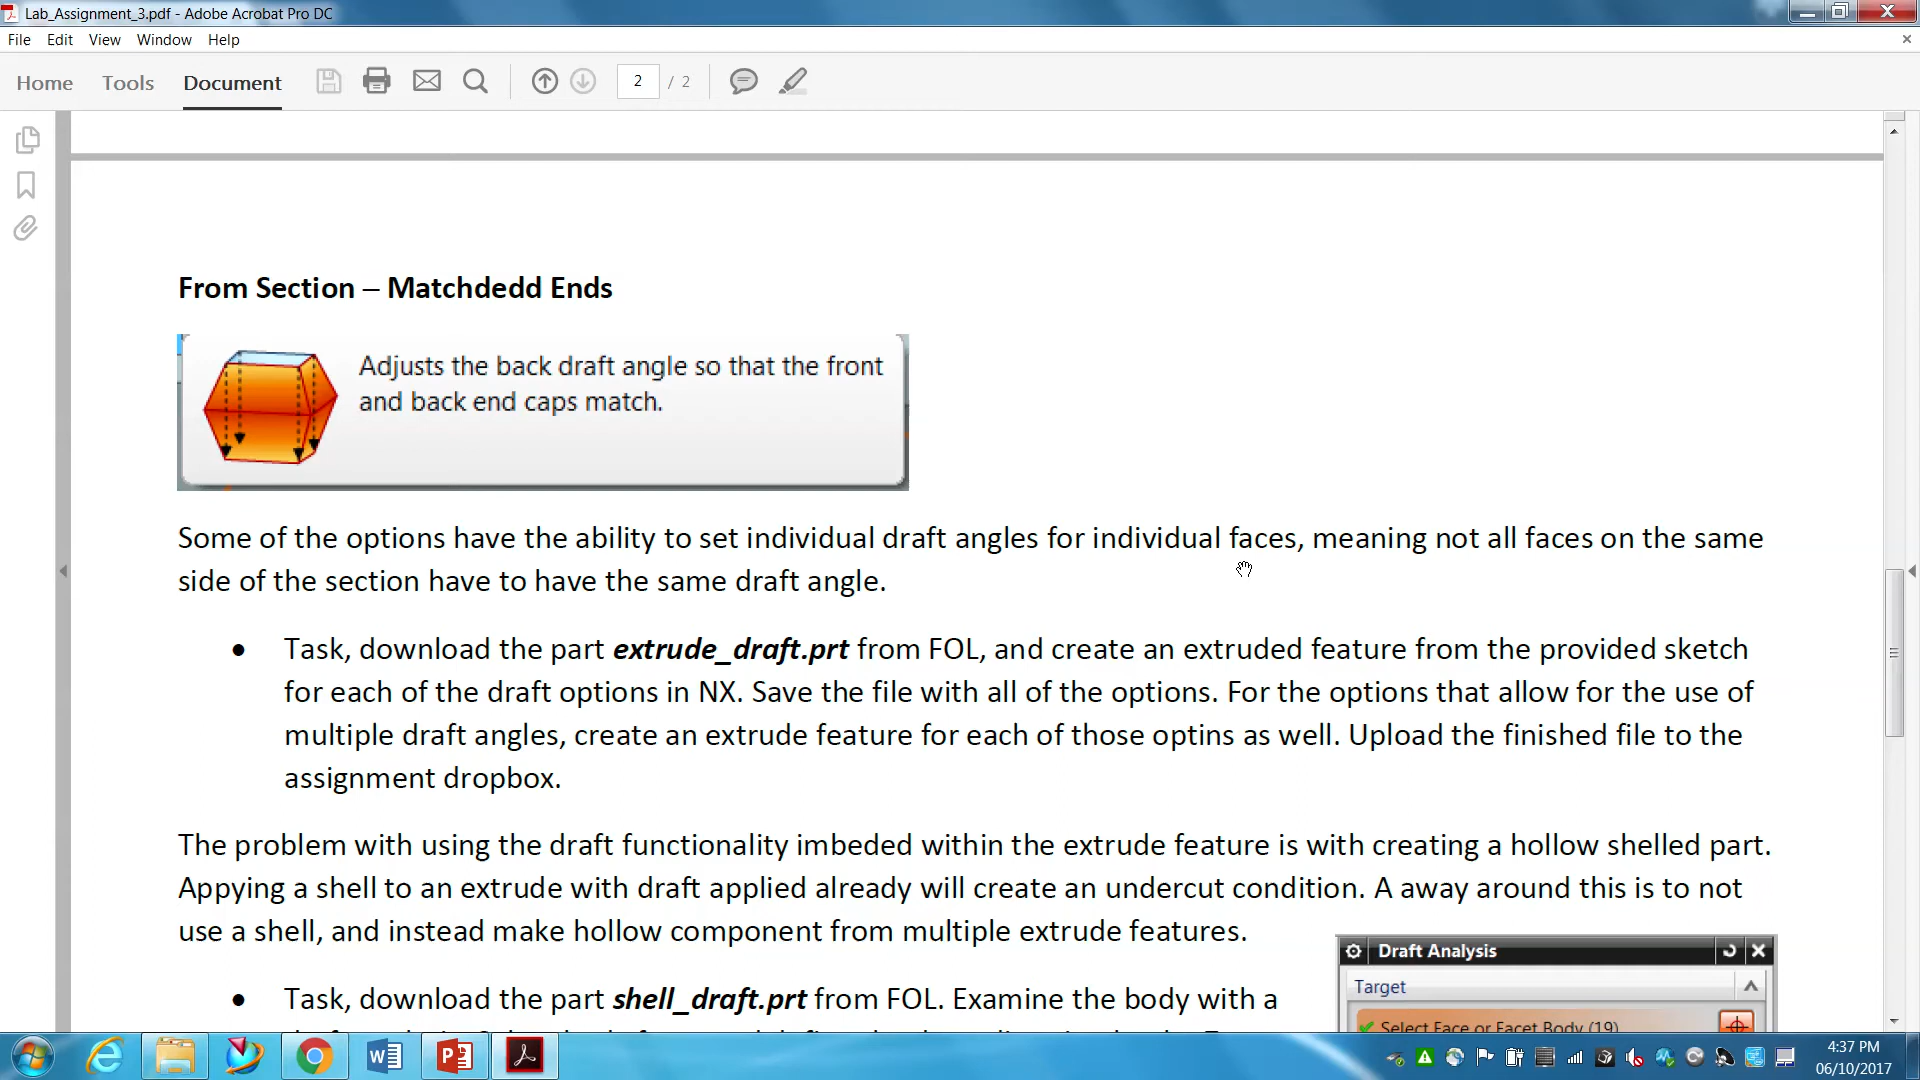 Lab_Assignment_3.pdf - Adobe Acrobat Pro DC
File Edit View Window Help
Home Tools Document 2 / 2
From Section – Matchdedd Ends
Adjusts the back draft angle so that the front
and back end caps match.
Some of the options have the ability to set individual draft angles for individual faces, meaning not all faces on the same
side of the section have to have the same draft angle.
• Task, download the part extrude_draft.prt from FOL, and create an extruded feature from the provided sketch
for each of the draft options in NX. Save the file with all of the options. For the options that allow for the use of
multiple draft angles, create an extrude feature for each of those optins as well. Upload the finished file to the
assignment dropbox.
The problem with using the draft functionality imbeded within the extrude feature is with creating a hollow shelled part.
Appying a shell to an extrude with draft applied already will create an undercut condition. A away around this is to not
use a shell, and instead make hollow component from multiple extrude features.
Draft Analysis
Target
• Task, download the part shell_draft.prt from FOL. Examine the body with a
Select Face or Facet Body (19)
4:37 PM
06/10/2017